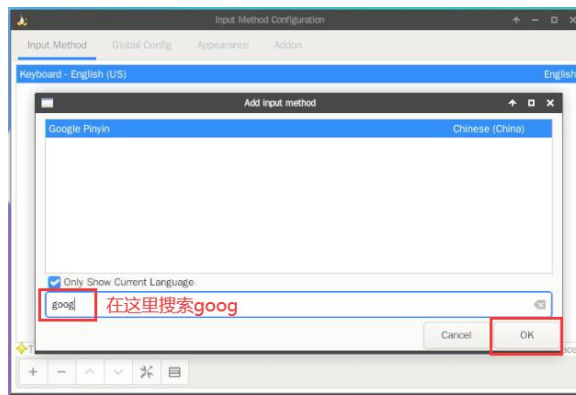 Input Method Configuration
Input Method Global Config Appearance Addon
Keyboard - English (US) English
Add input method
Google Pinyin Chinese (China)
Only Show Current Language
goog 在这里搜索goog
Cancel OK